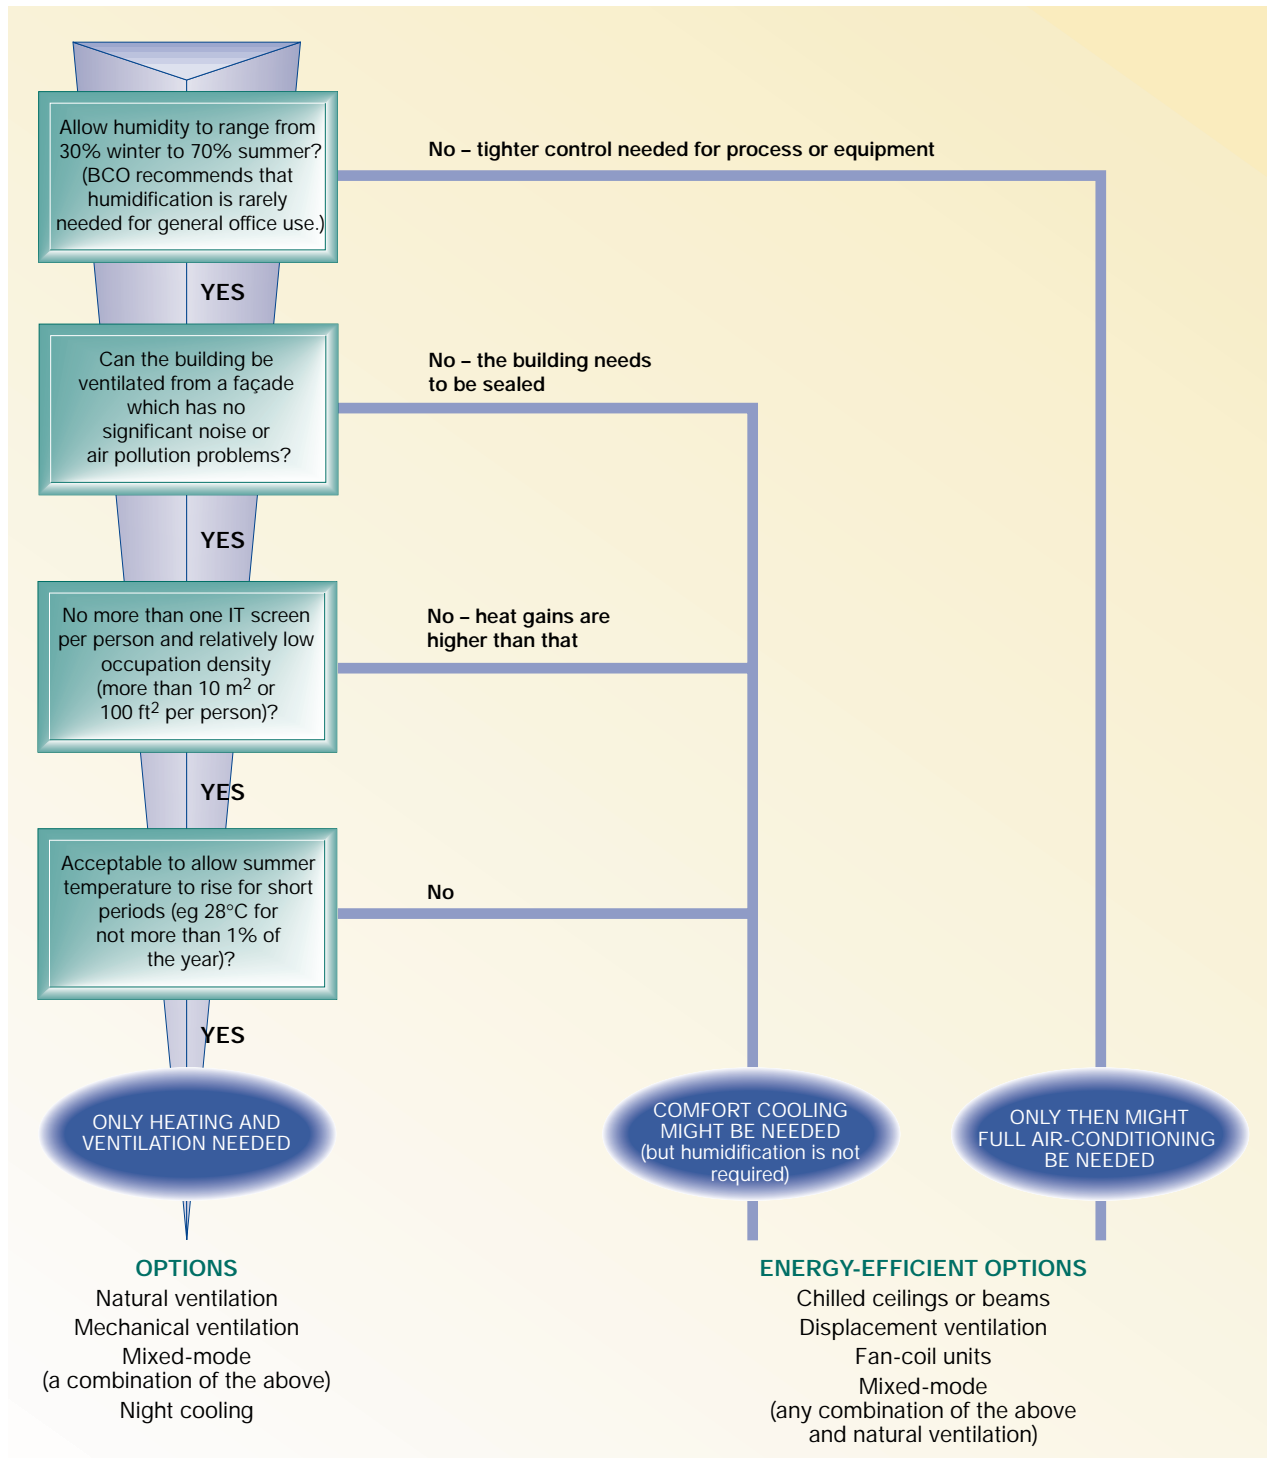 Allow humidity to range from
30% winter to 70% summer?
(BCO recommends that
humidification is rarely
needed for general office use.)
No – tighter control needed for process or equipment
YES
Can the building be
ventilated from a façade
which has no
significant noise or
air pollution problems?
No – the building needs
to be sealed
YES
No more than one IT screen
per person and relatively low
occupation density
(more than 10 m2 or
100 ft2 per person)?
No – heat gains are
higher than that
YES
Acceptable to allow summer
temperature to rise for short
periods (eg 28°C for
not more than 1% of
the year)?
No
YES
ONLY HEATING AND
VENTILATION NEEDED
COMFORT COOLING
MIGHT BE NEEDED
(but humidification is not
required)
ONLY THEN MIGHT
FULL AIR-CONDITIONING
BE NEEDED
OPTIONS
Natural ventilation
Mechanical ventilation
Mixed-mode
(a combination of the above)
Night cooling
ENERGY-EFFICIENT OPTIONS
Chilled ceilings or beams
Displacement ventilation
Fan-coil units
Mixed-mode
(any combination of the above
and natural ventilation)